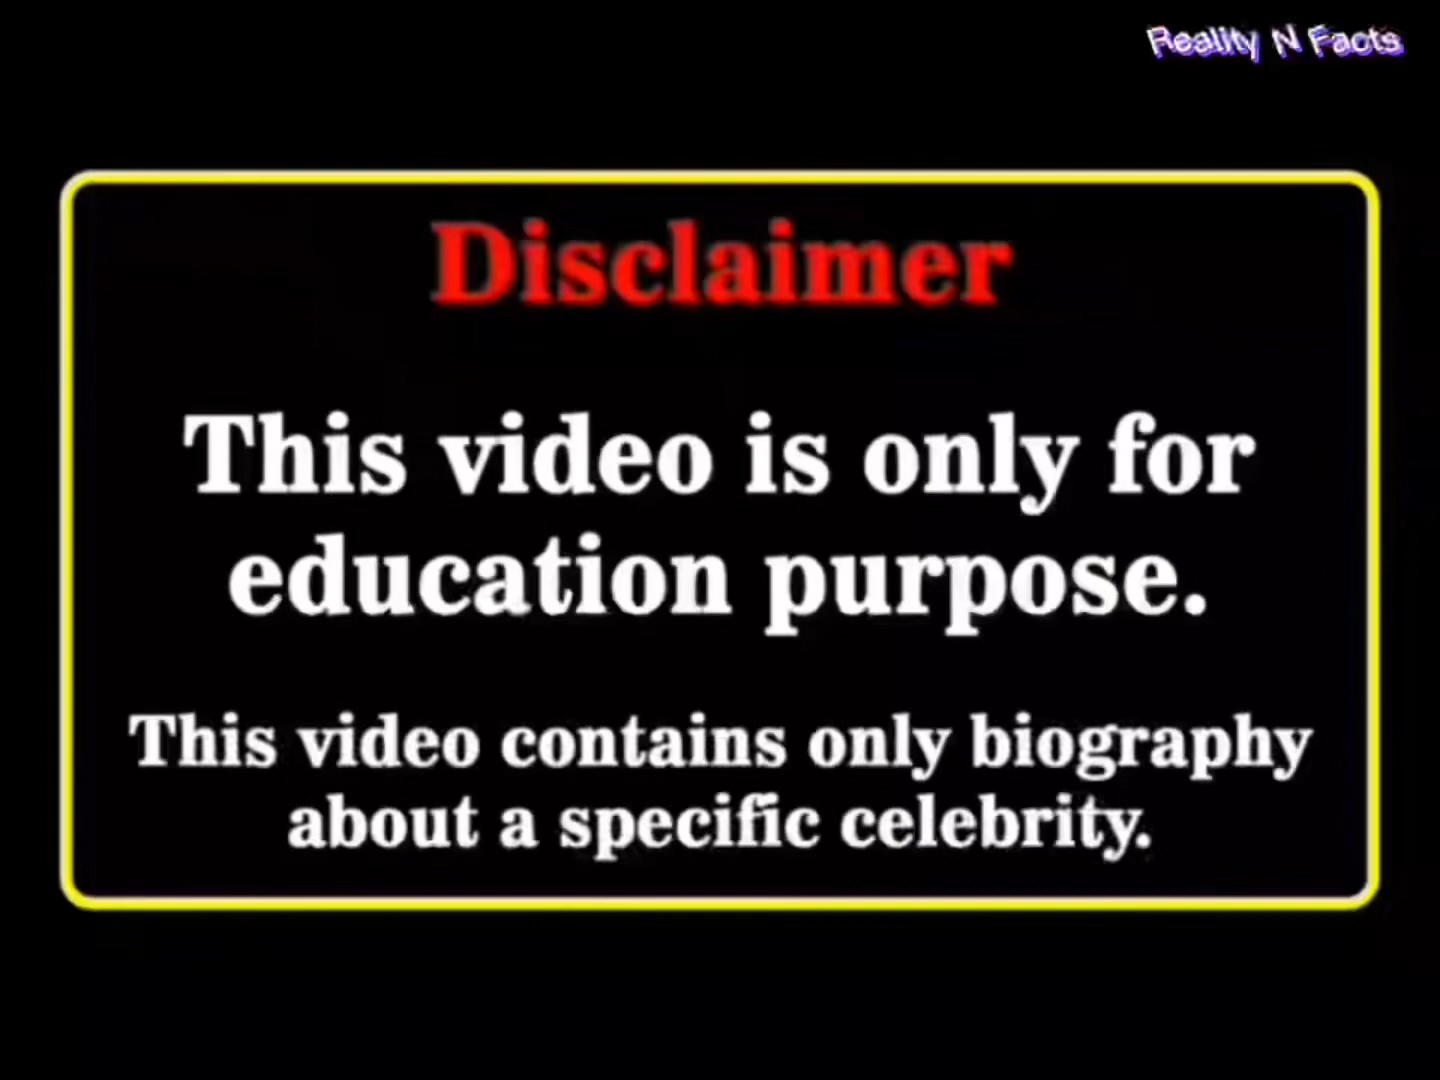 Reality N Facts
Disclaimer
This video is only for
education purpose.
This video contains only biography
about a specific celebrity.